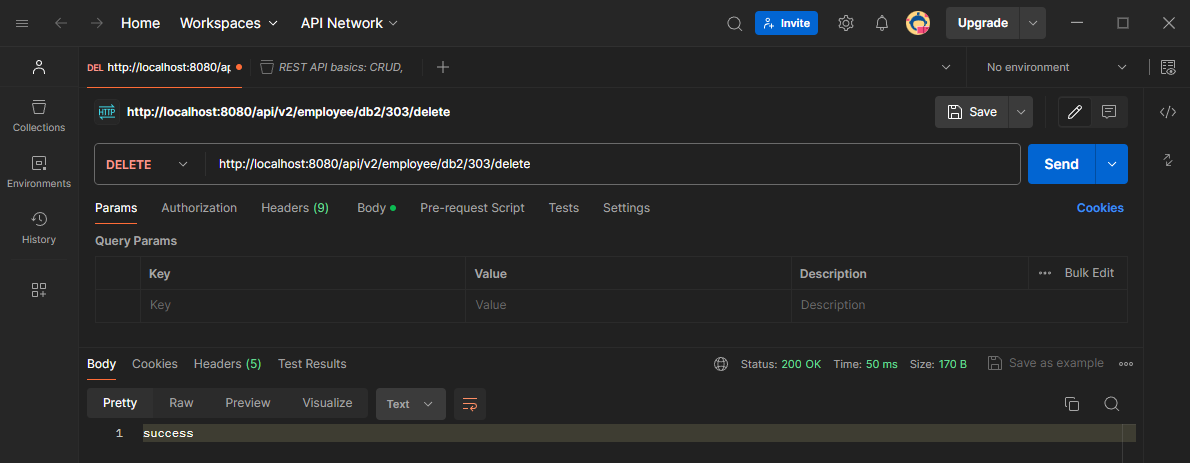 Home Workspaces API Network Invite Upgrade
DEL http://localhost:8080/ap REST API basics: CRUD, No environment
HTTP http://localhost:8080/api/v2/employee/db2/303/delete Save
Collections
Environments
History
DELETE http://localhost:8080/api/v2/employee/db2/303/delete Send
Params Authorization Headers (9) Body Pre-request Script Tests Settings Cookies
Query Params
Key Value Description Bulk Edit
Key Value Description
Body Cookies Headers (5) Test Results Status: 200 OK Time: 50 ms Size: 170 B Save as example
Pretty Raw Preview Visualize Text
1 success